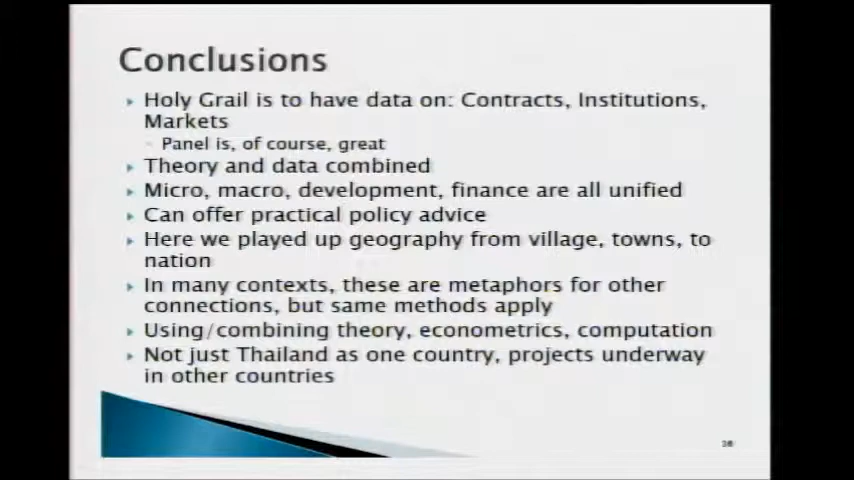 Conclusions
Holy Grail is to have data on: Contracts, Institutions,
Markets
Panel is, of course, great
Theory and data combined
Micro, macro, development, finance are all unified
Can offer practical policy advice
Here we played up geography from village, towns, to
nation
In many contexts, these are metaphors for other
connections, but same methods apply
Using/combining theory, econometrics, computation
Not just Thailand as one country, projects underway
in other countries